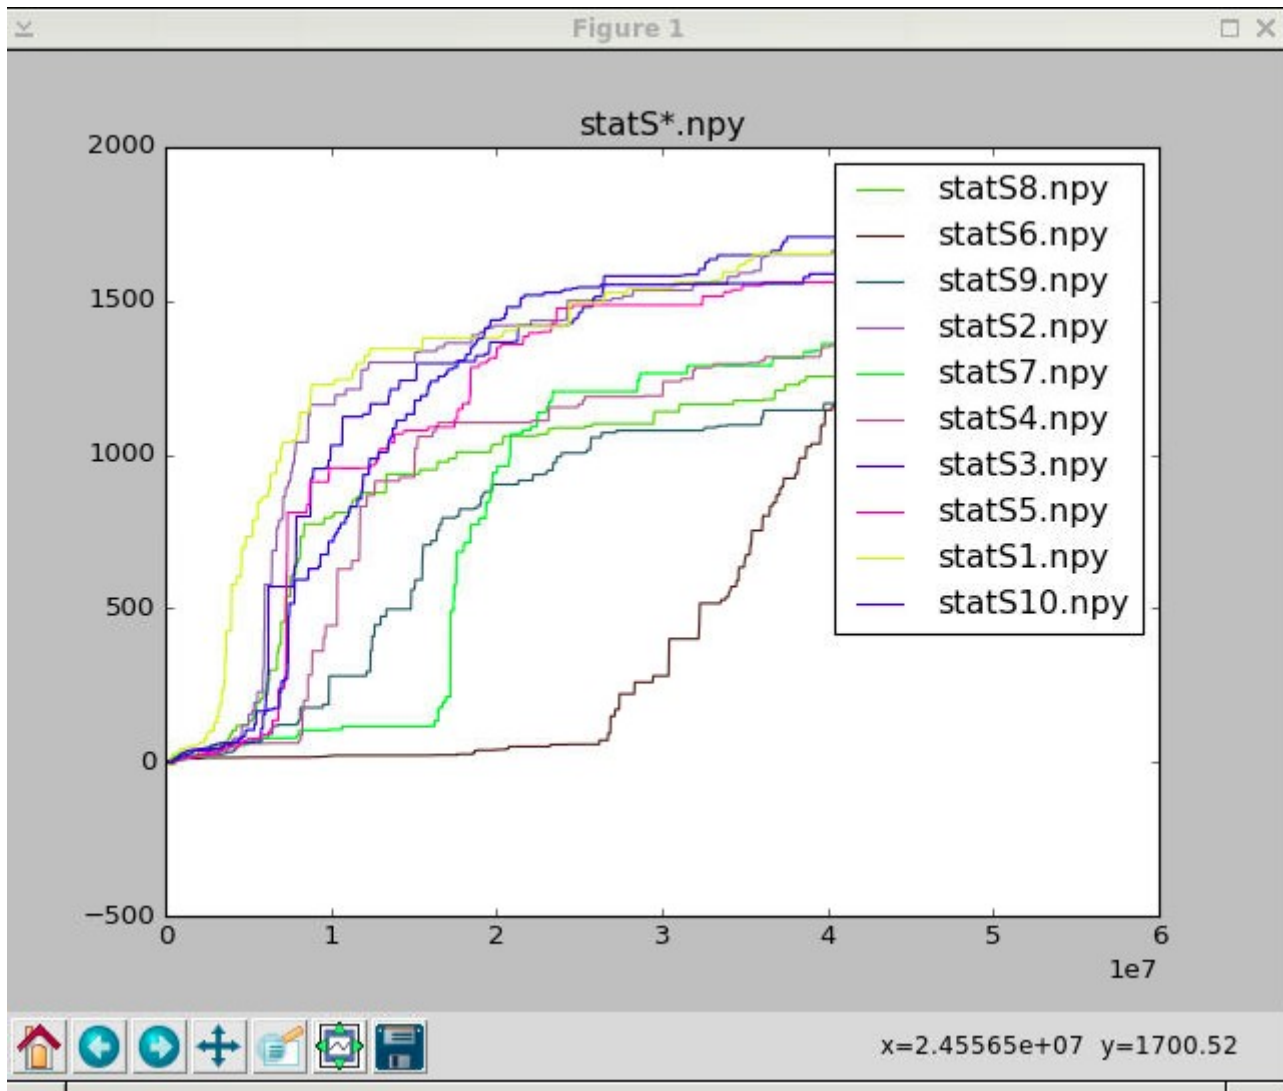 Figure 1
statS*.npy
2000
1500
1000
500
0
−500
0 1 2 3 4 5 6
1e7
statS8.npy
statS6.npy
statS9.npy
statS2.npy
statS7.npy
statS4.npy
statS3.npy
statS5.npy
statS1.npy
statS10.npy
x=2.45565e+07 y=1700.52